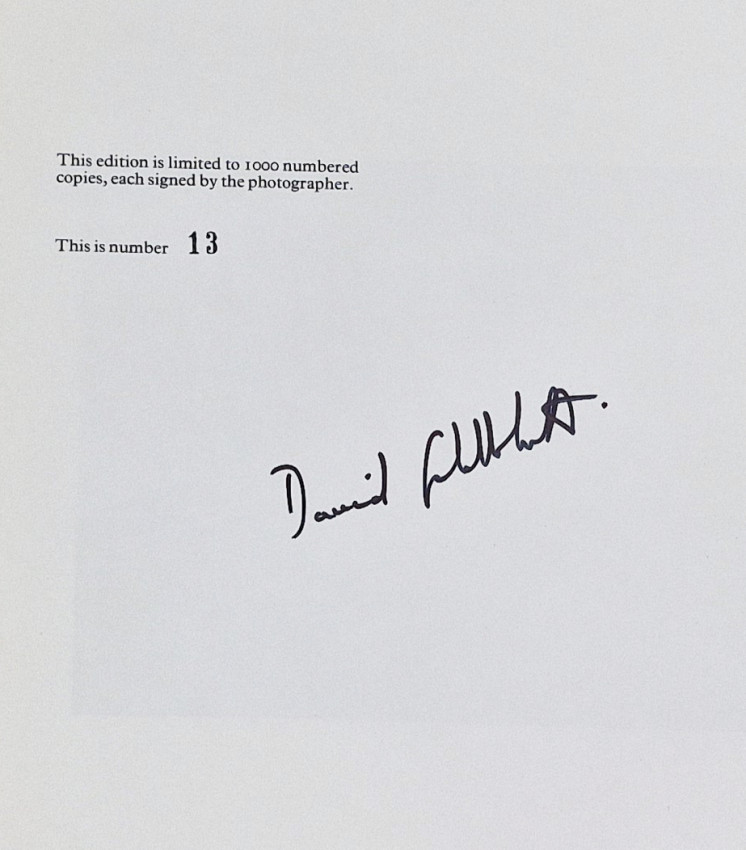 This edition is limited to 1000 numbered
copies, each signed by the photographer.
This is number 13
David